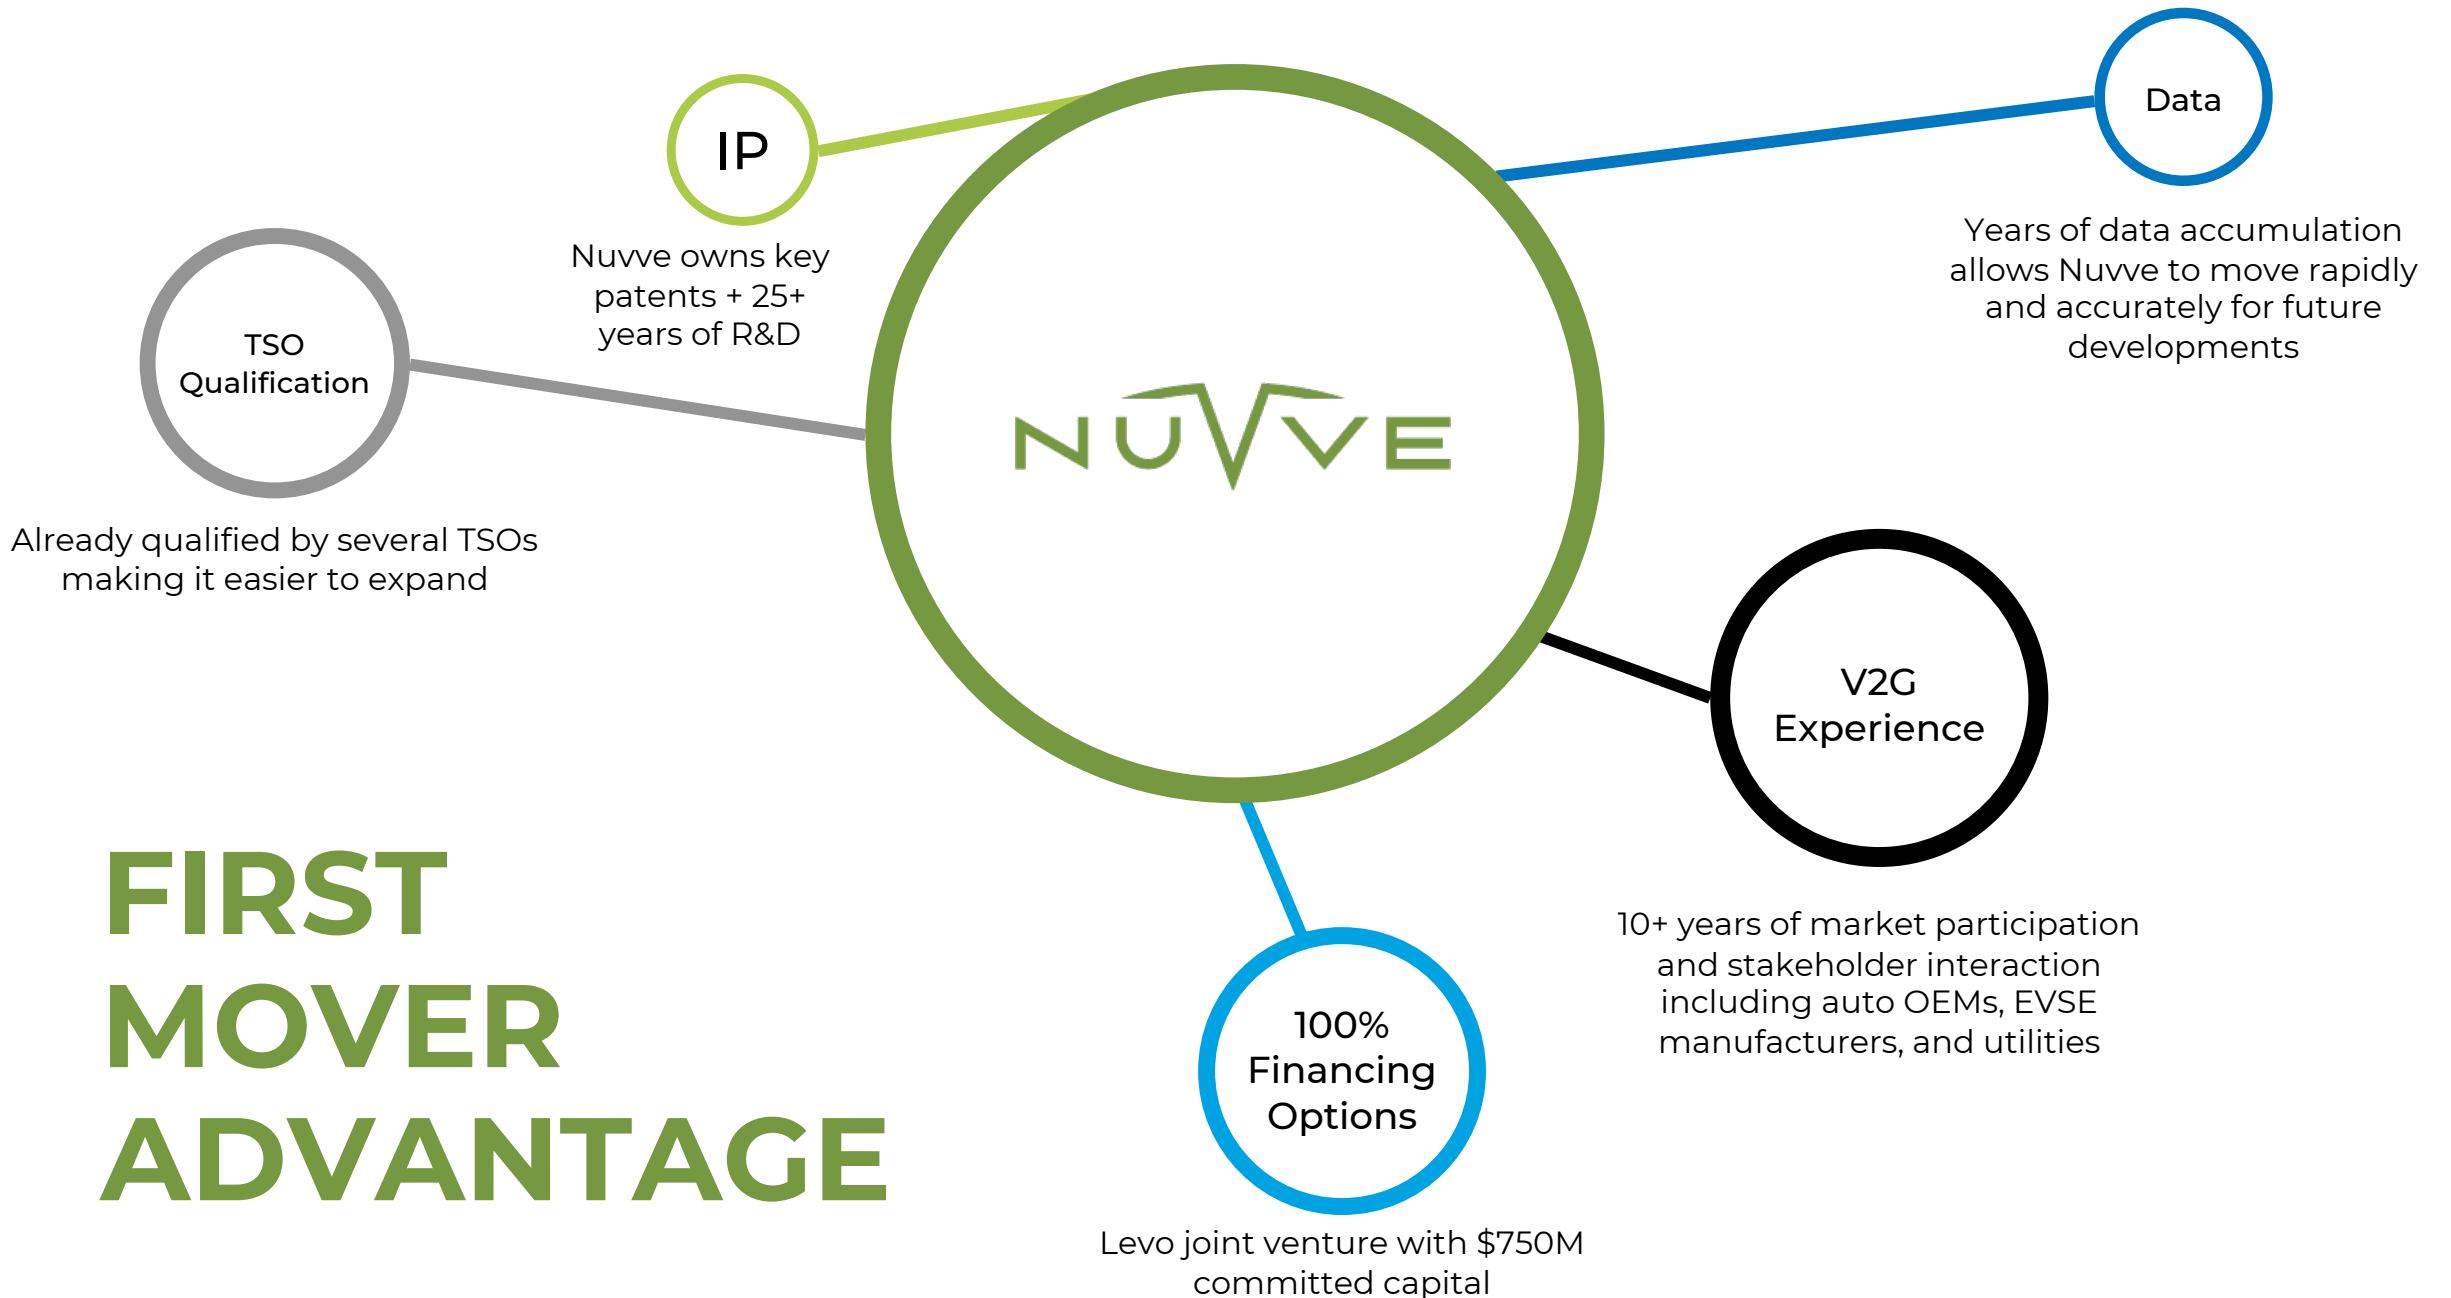 IP
Nuvve owns key
patents + 25+
years of R&D
Data
Years of data accumulation
allows Nuvve to move rapidly
and accurately for future
developments
TSO
Qualification
Already qualified by several TSOs
making it easier to expand
NUVVE
V2G
Experience
10+ years of market participation
and stakeholder interaction
including auto OEMs, EVSE
manufacturers, and utilities
100%
Financing
Options
Levo joint venture with $750M
committed capital
FIRST
MOVER
ADVANTAGE